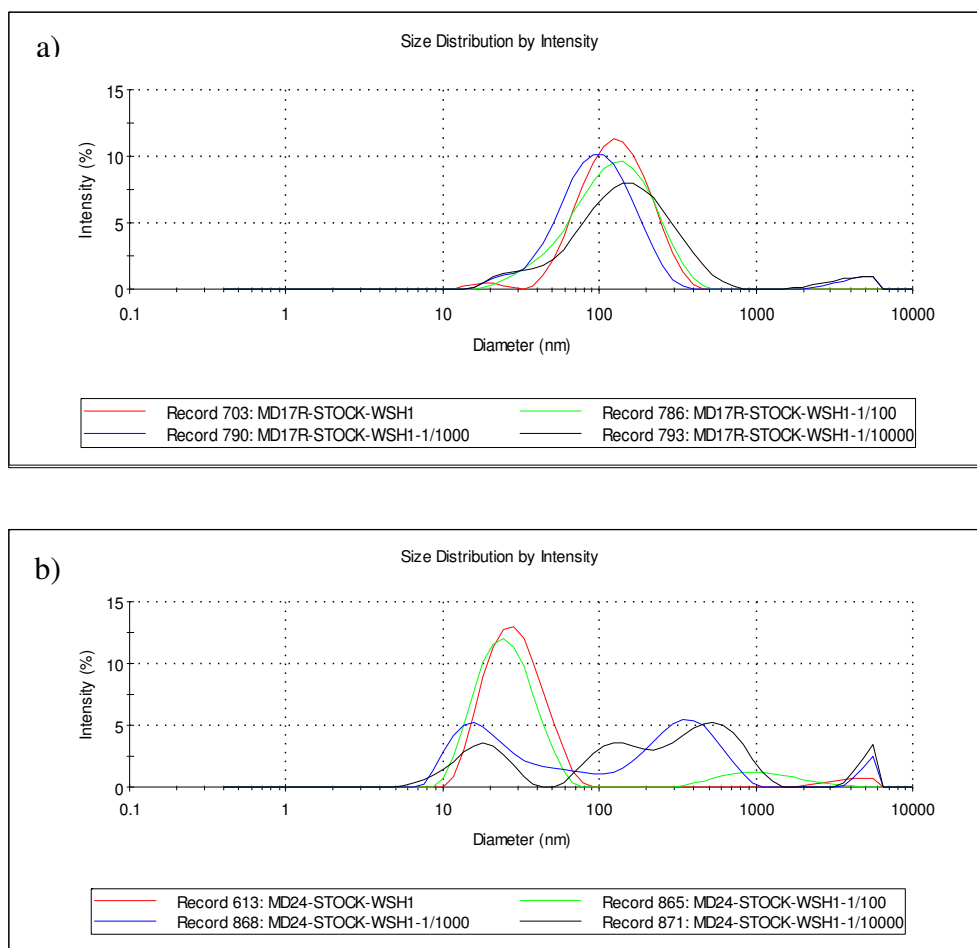 a)
Size Distribution by Intensity
15
10
5
0
Intensity (%)
0.1 1 10 100 1000 10000
Diameter (nm)
Record 703: MD17R-STOCK-WSH1 Record 786: MD17R-STOCK-WSH1-1/100
Record 790: MD17R-STOCK-WSH1-1/1000 Record 793: MD17R-STOCK-WSH1-1/10000
b)
Size Distribution by Intensity
15
10
5
0
Intensity (%)
0.1 1 10 100 1000 10000
Diameter (nm)
Record 613: MD24-STOCK-WSH1 Record 865: MD24-STOCK-WSH1-1/100
Record 868: MD24-STOCK-WSH1-1/1000 Record 871: MD24-STOCK-WSH1-1/10000